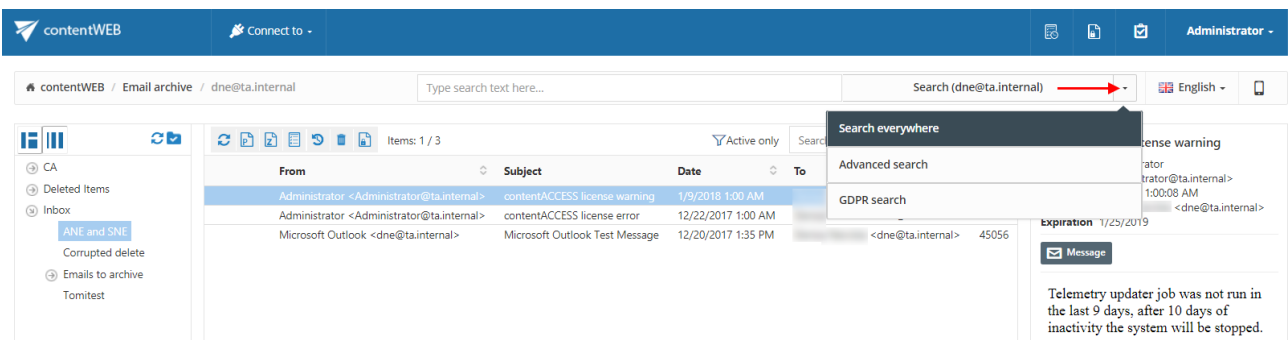 contentWEB Connect to Administrator
contentWEB / Email archive / dne@ta.internal Type search text here... Search (dne@ta.internal) English
Search everywhere
Advanced search
GDPR search
Items: 1 / 3 Active only Searc
CA
Deleted Items
Inbox
ANE and SNE
Corrupted delete
Emails to archive
Tomitest
From Subject Date To
Administrator <Administrator@ta.internal> contentACCESS license warning 1/9/2018 1:00 AM
Administrator <Administrator@ta.internal> contentACCESS license error 12/22/2017 1:00 AM
Microsoft Outlook <dne@ta.internal> Microsoft Outlook Test Message 12/20/2017 1:35 PM <dne@ta.internal> 45056
ense warning
rator
trator@ta.internal>
1:00:08 AM
<dne@ta.internal>
Expiration 1/25/2019
Message
Telemetry updater job was not run in
the last 9 days, after 10 days of
inactivity the system will be stopped.